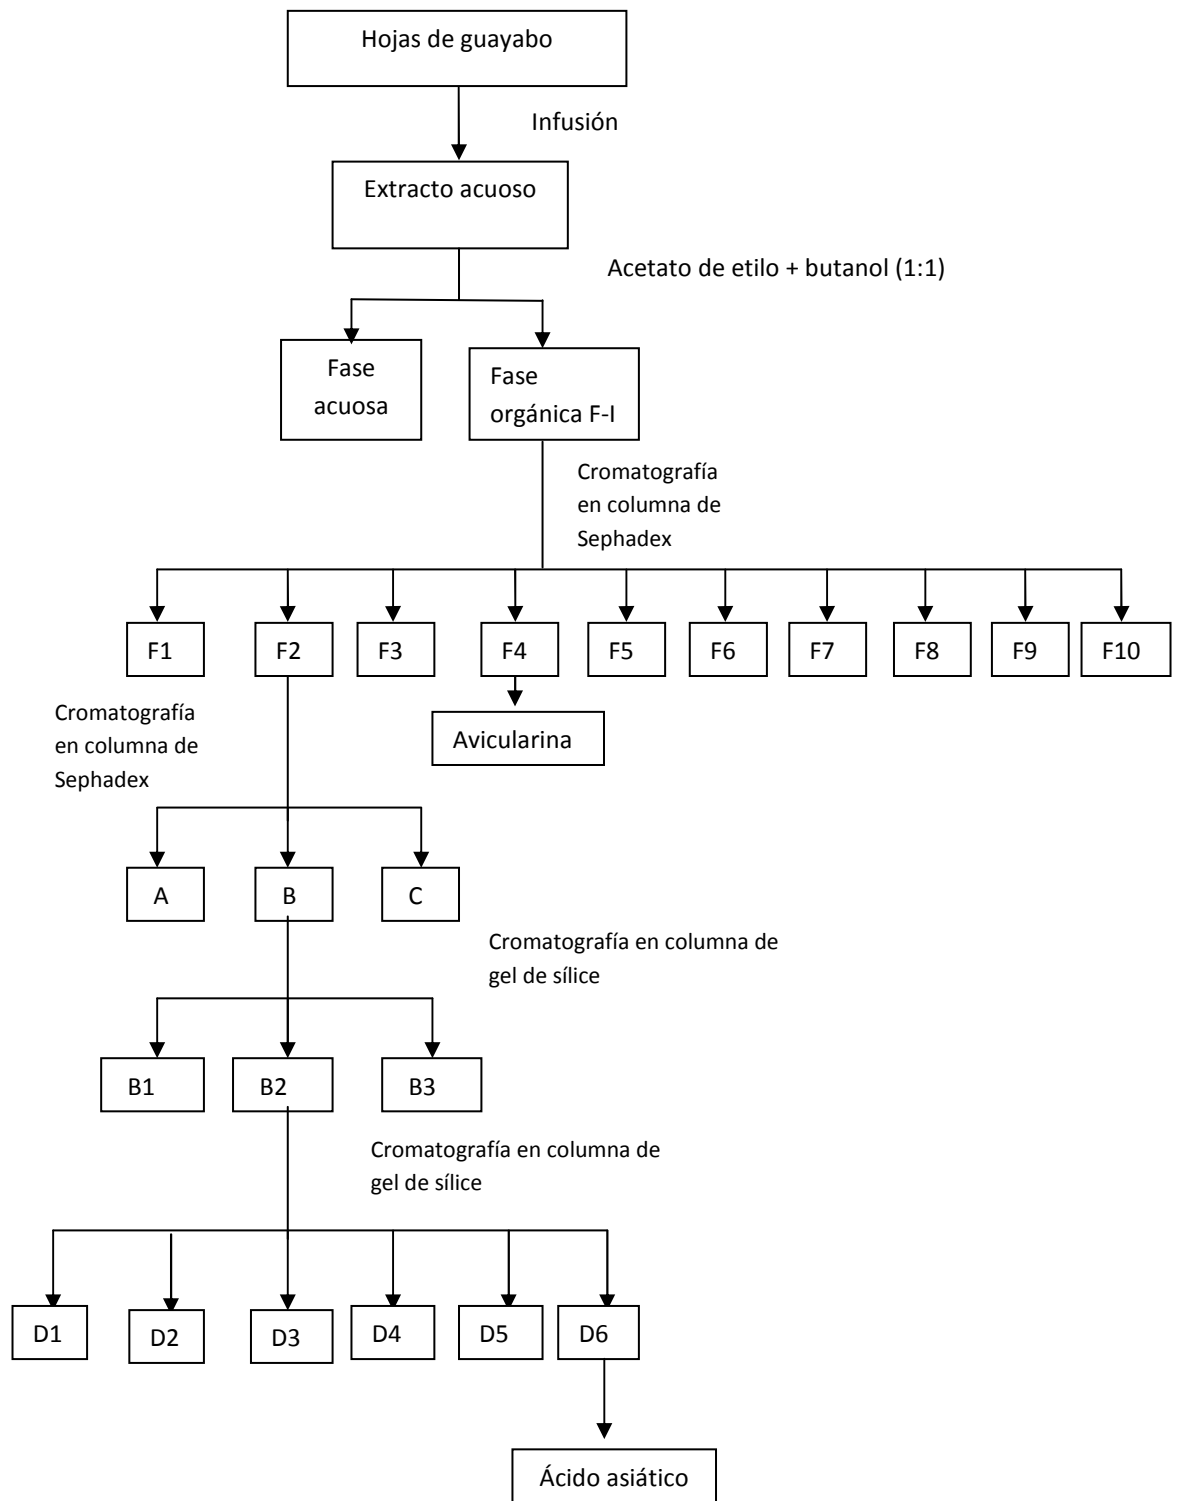 Hojas de guayabo
Infusión
Extracto acuoso
Acetato de etilo + butanol (1:1)
Fase
acuosa
Fase
orgánica F-I
Cromatografía
en columna de
Sephadex
F1
F2
F3
F4
F5
F6
F7
F8
F9
F10
Cromatografía
en columna de
Sephadex
Avicularina
A
B
C
Cromatografía en columna de
gel de sílice
B1
B2
B3
Cromatografía en columna de
gel de sílice
D1
D2
D3
D4
D5
D6
Ácido asiático